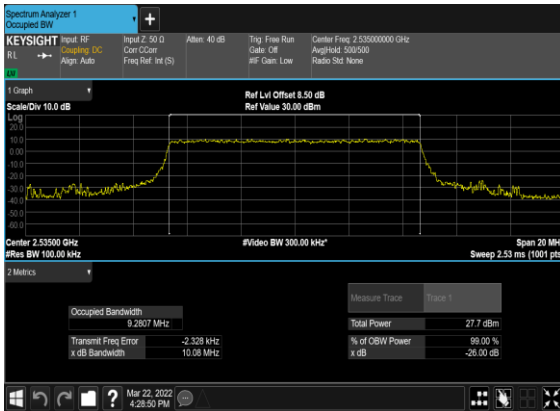 Spectrum Analyzer 1
Occupied BW
KEYSIGHT
RL
Input: RF
Coupling: DC
Align: Auto
Input Z: 50 Ω
Corr CCorr
Freq Ref: Int (S)
Atten: 40 dB
Trig: Free Run
Gate: Off
#IF Gain: Low
Center Freq: 2.535000000 GHz
Avg|Hold: 500/500
Radio Std: None
1 Graph
Scale/Div 10.0 dB
Ref Lvl Offset 8.50 dB
Ref Value 30.00 dBm
Log
20.0
10.0
0.00
-10.0
-20.0
-30.0
-40.0
-50.0
-60.0
Center 2.53500 GHz
#Res BW 100.00 kHz
#Video BW 300.00 kHz*
Span 20 MH
Sweep 2.53 ms (1001 pts
2 Metrics
Measure Trace
Trace 1
Occupied Bandwidth
9.2807 MHz
Total Power
27.7 dBm
Transmit Freq Error
-2.328 kHz
% of OBW Power
99.00 %
x dB Bandwidth
10.08 MHz
x dB
-26.00 dB
?
Mar 22, 2022
4:28:50 PM